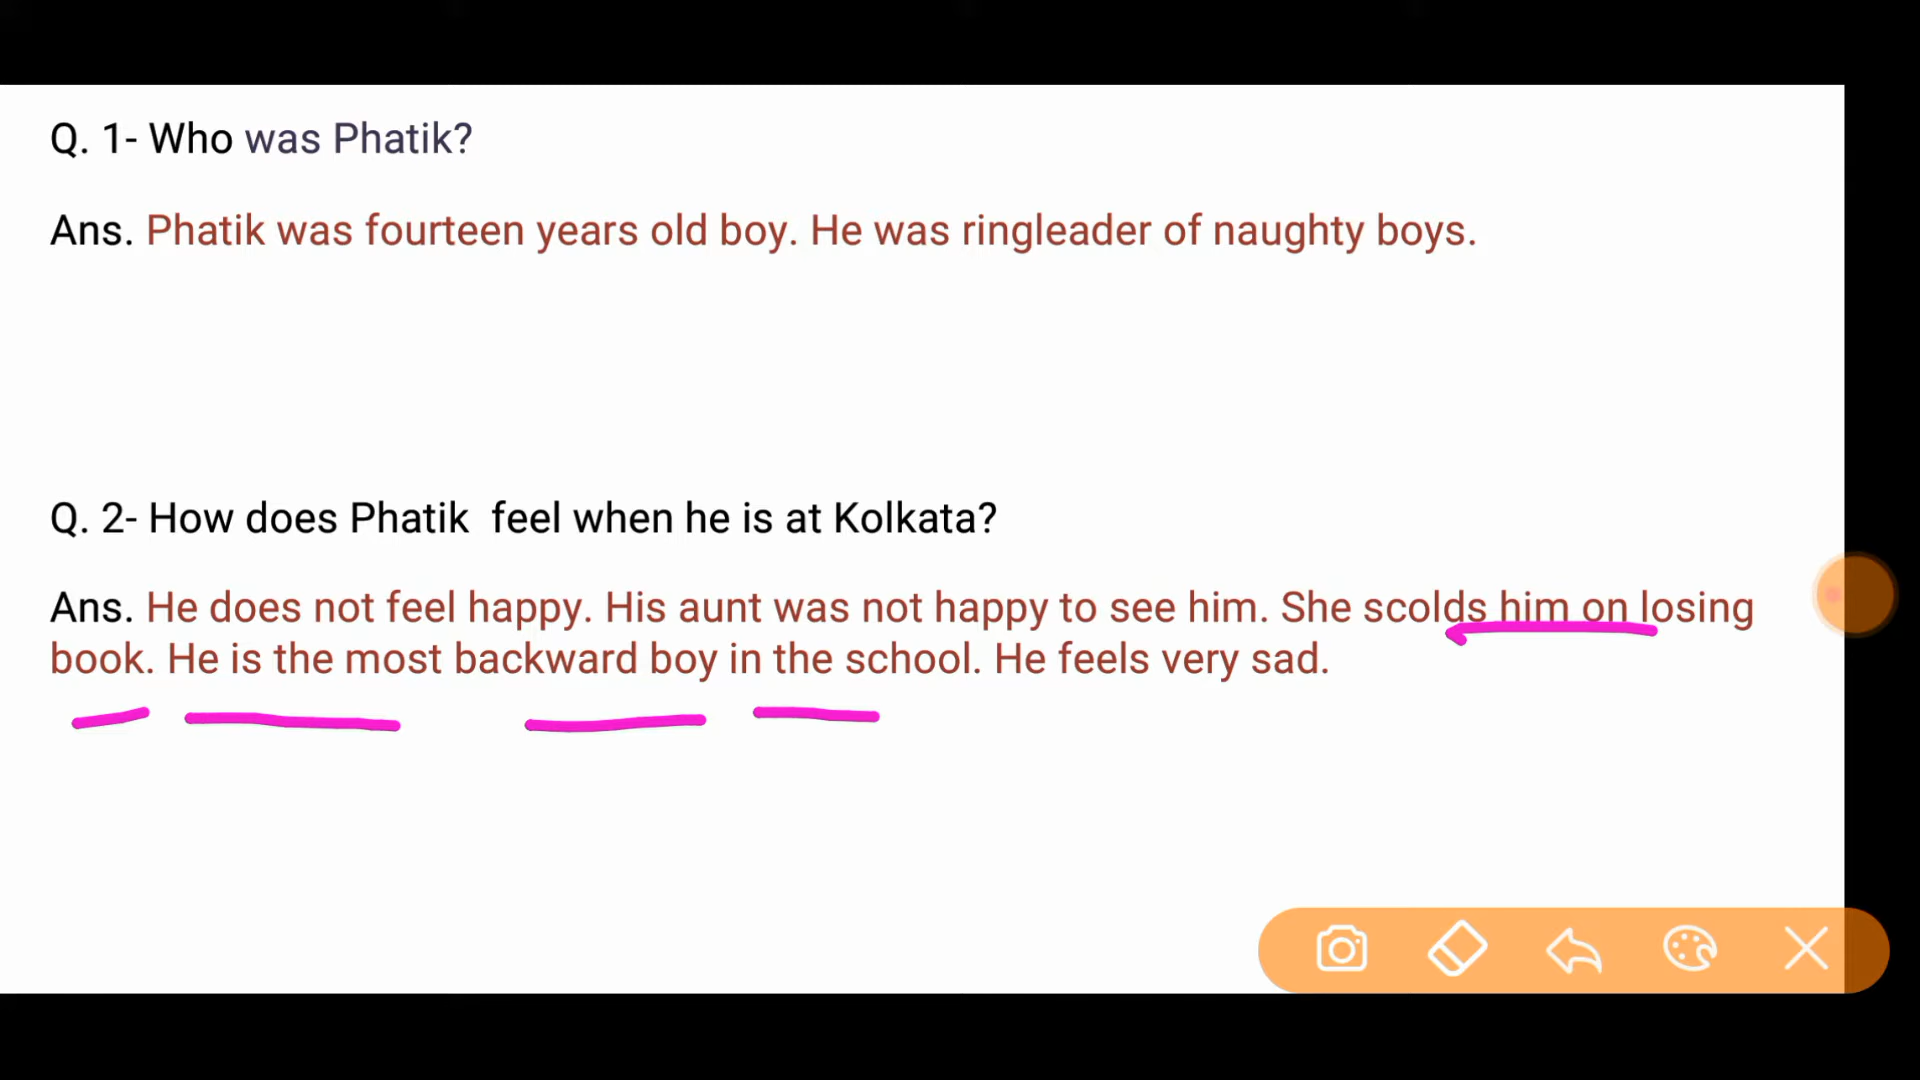 Q. 1- Who was Phatik?
Ans. Phatik was fourteen years old boy. He was ringleader of naughty boys.
Q. 2- How does Phatik  feel when he is at Kolkata?
Ans. He does not feel happy. His aunt was not happy to see him. She scolds him on losing
book. He is the most backward boy in the school. He feels very sad.